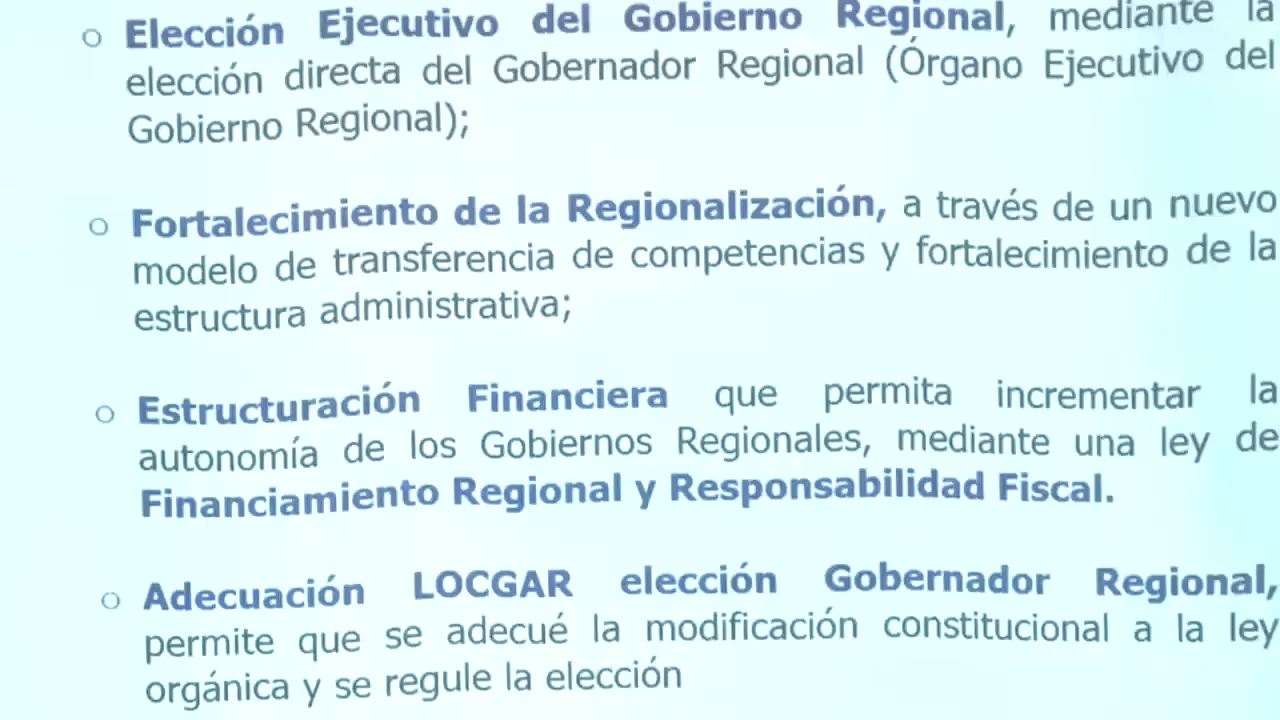 o Elección Ejecutivo del Gobierno Regional, mediante la
elección directa del Gobernador Regional (Órgano Ejecutivo del
Gobierno Regional);
o Fortalecimiento de la Regionalización, a través de un nuevo
modelo de transferencia de competencias y fortalecimiento de la
estructura administrativa;
o Estructuración Financiera que permita incrementar la
autonomía de los Gobiernos Regionales, mediante una ley de
Financiamiento Regional y Responsabilidad Fiscal.
o Adecuación LOCGAR elección Gobernador Regional,
permite que se adecué la modificación constitucional a la ley
orgánica y se regule la elección